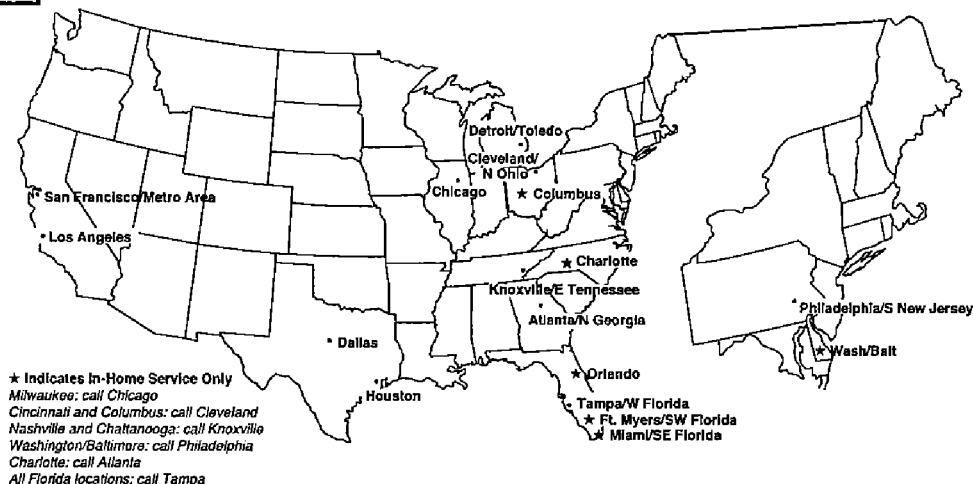 Detroit/Toledo
Cleveland/
N Ohio
Chicago
★ Columbus
San Francisco/Metro Area
Los Angeles
★ Charlotte
Knoxville/E Tennessee
Atlanta/N Georgia
Philadelphia/S New Jersey
★ Wash/Balt
Dallas
Houston
★ Orlando
Tampa/W Florida
★ Ft. Myers/SW Florida
★ Miami/SE Florida
★ Indicates In-Home Service Only
Milwaukee: call Chicago
Cincinnati and Columbus: call Cleveland
Nashville and Chattanooga: call Knoxville
Washington/Baltimore: call Philadelphia
Charlotte: call Atlanta
All Florida locations: call Tampa